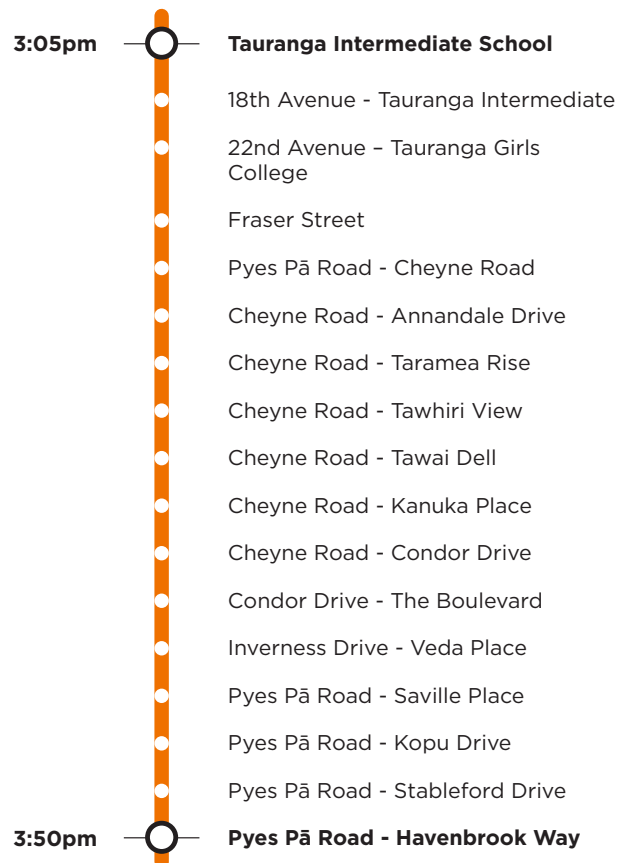 3:05pm Tauranga Intermediate School
18th Avenue - Tauranga Intermediate
22nd Avenue – Tauranga Girls
College
Fraser Street
Pyes Pā Road - Cheyne Road
Cheyne Road - Annandale Drive
Cheyne Road - Taramea Rise
Cheyne Road - Tawhiri View
Cheyne Road - Tawai Dell
Cheyne Road - Kanuka Place
Cheyne Road - Condor Drive
Condor Drive - The Boulevard
Inverness Drive - Veda Place
Pyes Pā Road - Saville Place
Pyes Pā Road - Kopu Drive
Pyes Pā Road - Stableford Drive
3:50pm Pyes Pā Road - Havenbrook Way